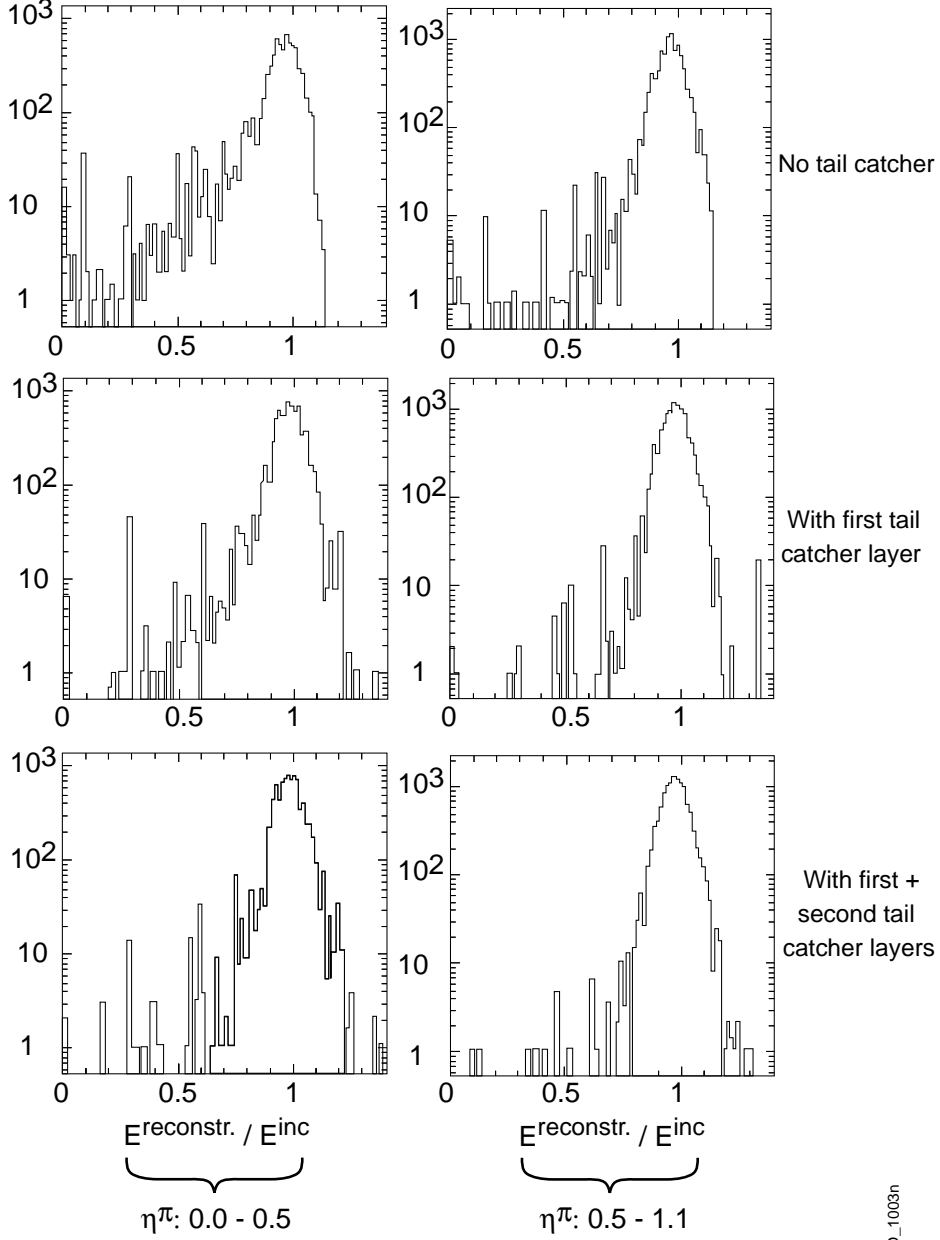 10³
10²
10
1
0 0.5 1
10³
10²
10
1
0 0.5 1
No tail catcher
10³
10²
10
1
0 0.5 1
10³
10²
10
1
0 0.5 1
With first tail
catcher layer
10³
10²
10
1
0 0.5 1
10³
10²
10
1
0 0.5 1
With first +
second tail
catcher layers
E^reconstr. / E^inc
E^reconstr. / E^inc
η^π: 0.0 - 0.5
η^π: 0.5 - 1.1